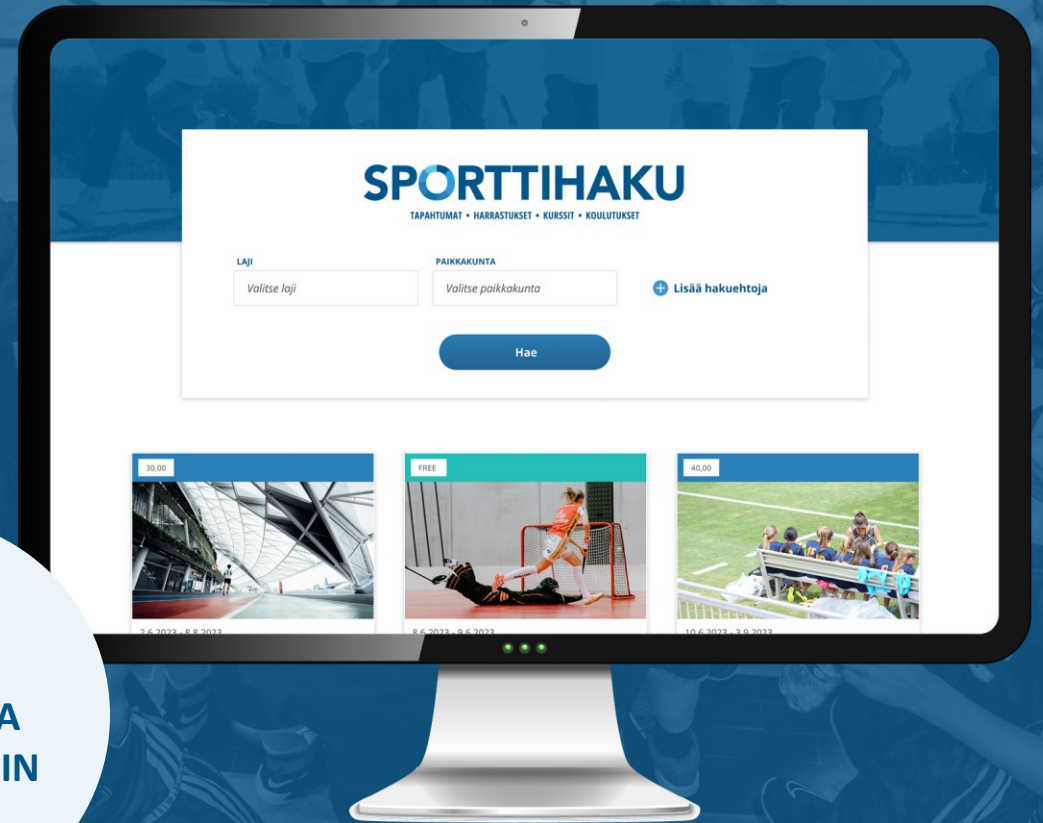 SPORTTIHAKU
TAPAHTUMAT • HARRASTUKSET • KURSSIT • KOULUTUKSET
LAJI
PAIKKAKUNTA
Valitse laji
Valitse paikkakunta
Lisää hakuehtoja
Hae
30,00
FREE
40,00
2.6.2023 - 8.8.2023
8.6.2023 - 9.6.2023
10.6.2023 - 3.9.2023